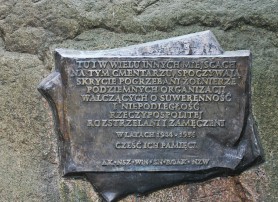 TU I W WIELU INNYCH MIEJSCACH
NA TYM CMENTARZU, SPOCZYWAJĄ
SKRYCIE POGRZEBANI ŻOŁNIERZE
PODZIEMNYCH ORGANIZACJI
WALCZĄCYCH O SUWERENNOŚĆ
I NIEPODLEGŁOŚĆ
RZECZYPOSPOLITEJ
ROZSTRZELANI I ZAMĘCZENI
W LATACH 1944-1956
CZEŚĆ ICH PAMIĘCI
AK • NSZ • WIN • NZW